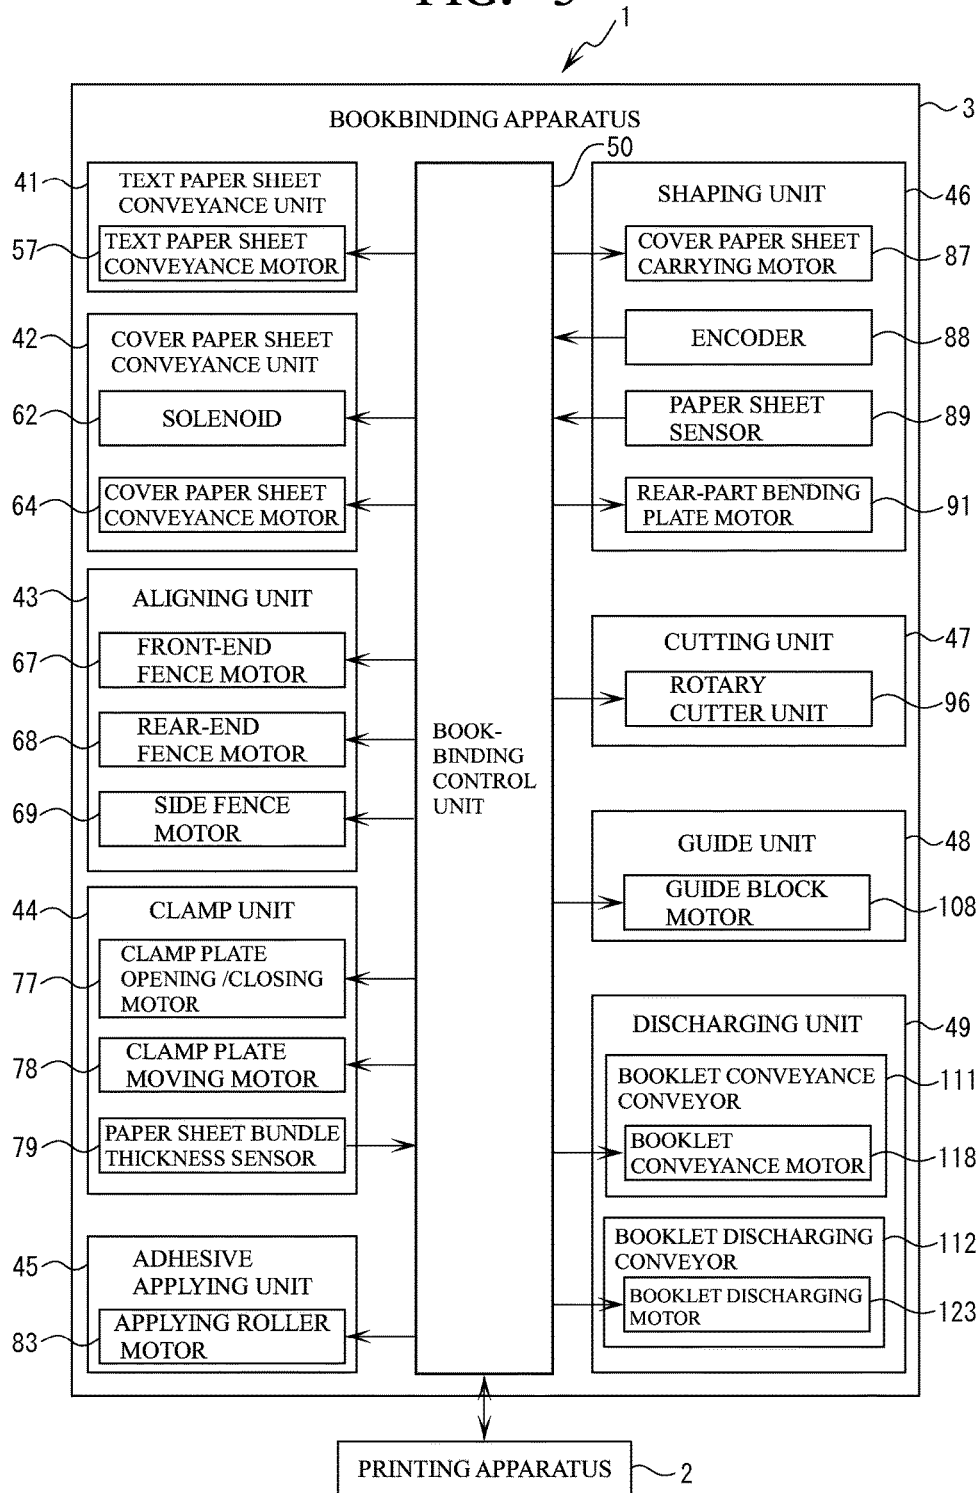 FIG. 3
1
3
BOOKBINDING APPARATUS
50
41
TEXT PAPER SHEET
CONVEYANCE UNIT
57
TEXT PAPER SHEET
CONVEYANCE MOTOR
42
COVER PAPER SHEET
CONVEYANCE UNIT
62
SOLENOID
64
COVER PAPER SHEET
CONVEYANCE MOTOR
43
ALIGNING UNIT
67
FRONT-END
FENCE MOTOR
68
REAR-END
FENCE MOTOR
69
SIDE FENCE
MOTOR
44
CLAMP UNIT
77
CLAMP PLATE
OPENING /CLOSING
MOTOR
78
CLAMP PLATE
MOVING MOTOR
79
PAPER SHEET BUNDLE
THICKNESS SENSOR
45
ADHESIVE
APPLYING UNIT
83
APPLYING ROLLER
MOTOR
BOOK-
BINDING
CONTROL
UNIT
SHAPING UNIT
46
COVER PAPER SHEET
CARRYING MOTOR
87
ENCODER
88
PAPER SHEET
SENSOR
89
REAR-PART BENDING
PLATE MOTOR
91
CUTTING UNIT
47
ROTARY
CUTTER UNIT
96
GUIDE UNIT
48
GUIDE BLOCK
MOTOR
108
DISCHARGING UNIT
49
BOOKLET CONVEYANCE
CONVEYOR
111
BOOKLET
CONVEYANCE MOTOR
118
BOOKLET DISCHARGING
CONVEYOR
112
BOOKLET DISCHARGING
MOTOR
123
PRINTING APPARATUS
2